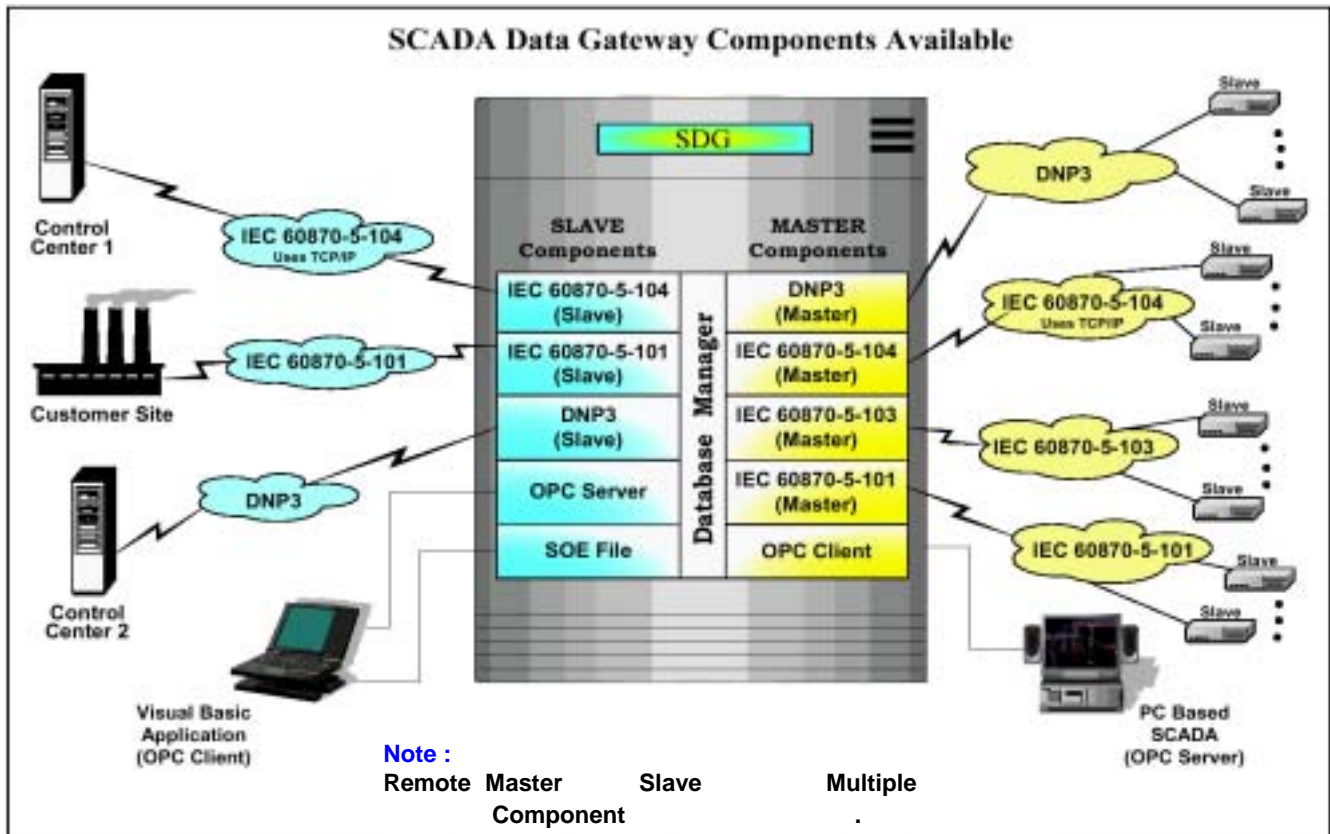 SCADA Data Gateway Components Available
Control
Center 1
IEC 60870-5-104
Uses TCP/IP
Customer Site
IEC 60870-5-101
Control
Center 2
DNP3
Visual Basic
Application
(OPC Client)
SDG
SLAVE
Components
IEC 60870-5-104
(Slave)
IEC 60870-5-101
(Slave)
DNP3
(Slave)
OPC Server
SOE File
Database Manager
MASTER
Components
DNP3
(Master)
IEC 60870-5-104
(Master)
IEC 60870-5-103
(Master)
IEC 60870-5-101
(Master)
OPC Client
DNP3
Slave
Slave
IEC 60870-5-104
Uses TCP/IP
Slave
Slave
IEC 60870-5-103
Slave
Slave
IEC 60870-5-101
Slave
Slave
PC Based
SCADA
(OPC Server)
Note :
Remote Master Slave Multiple
Component .